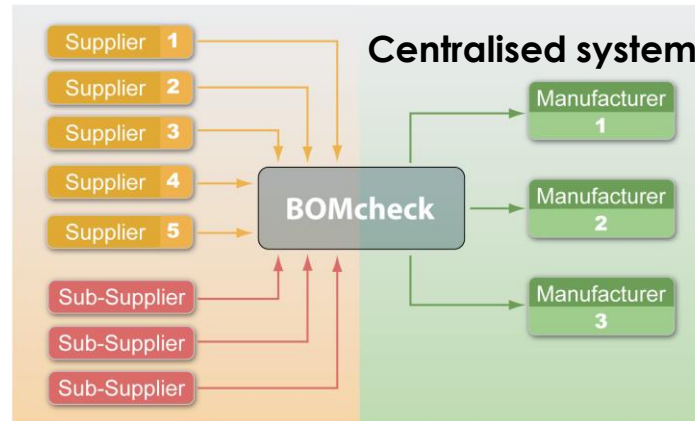 Centralised system
Supplier 1
Supplier 2
Supplier 3
Supplier 4
Supplier 5
Sub-Supplier
Sub-Supplier
Sub-Supplier
BOMcheck
Manufacturer
1
Manufacturer
2
Manufacturer
3